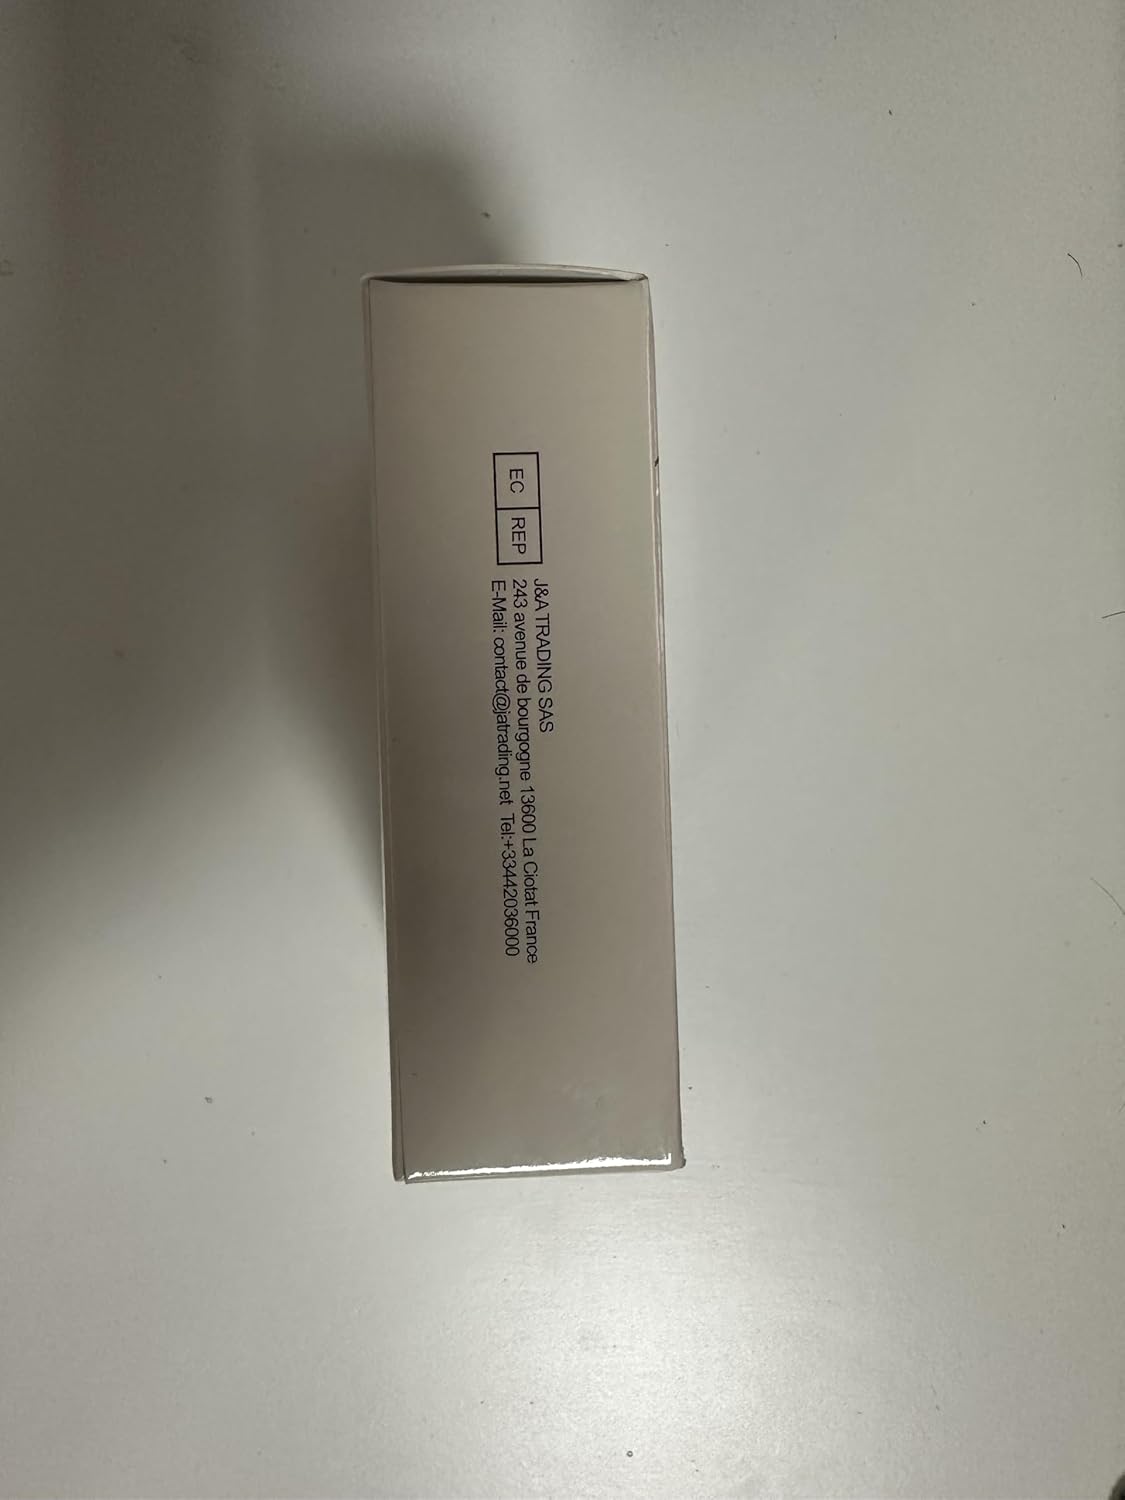 EC REP
J&A TRADING SAS
243 avenue de bourgogne 13600 La Ciotat France
E-Mail: contact@jatrading.net Tel:+33442036000